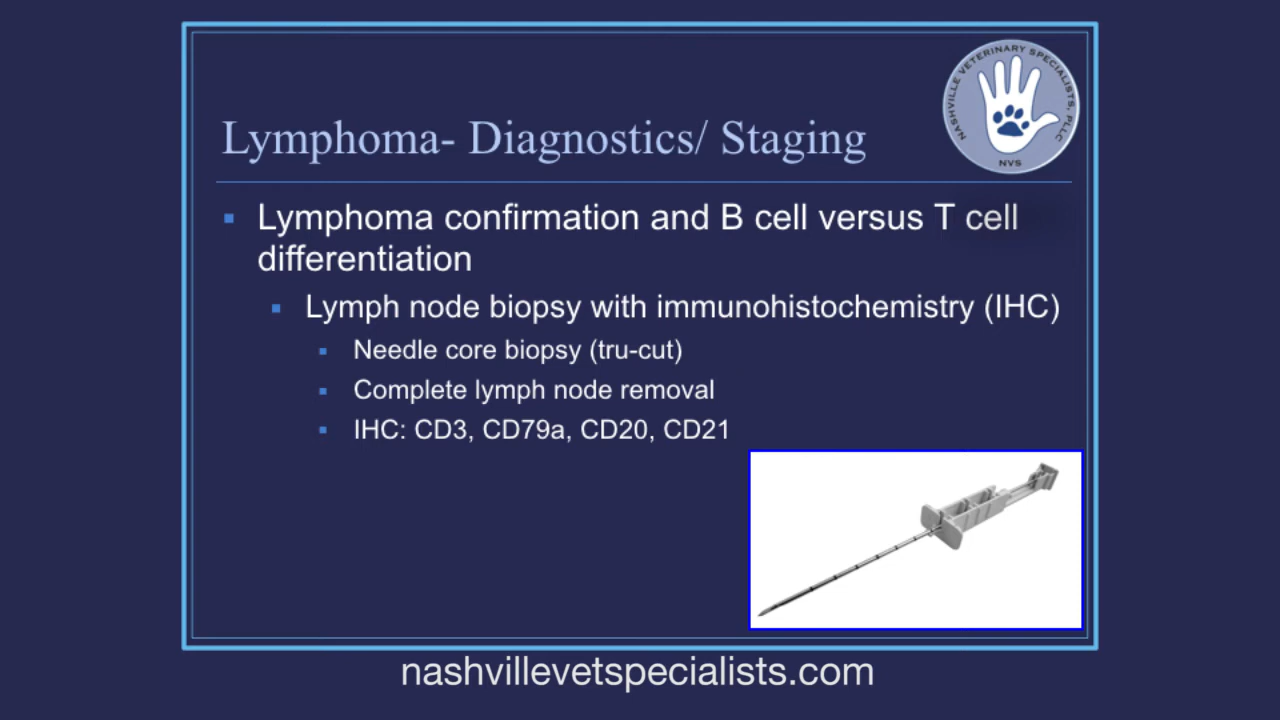 NASHVILLE VETERINARY SPECIALISTS, PLLC
NVS
Lymphoma- Diagnostics/ Staging
Lymphoma confirmation and B cell versus T cell
differentiation
Lymph node biopsy with immunohistochemistry (IHC)
Needle core biopsy (tru-cut)
Complete lymph node removal
IHC: CD3, CD79a, CD20, CD21
nashvillevetspecialists.com